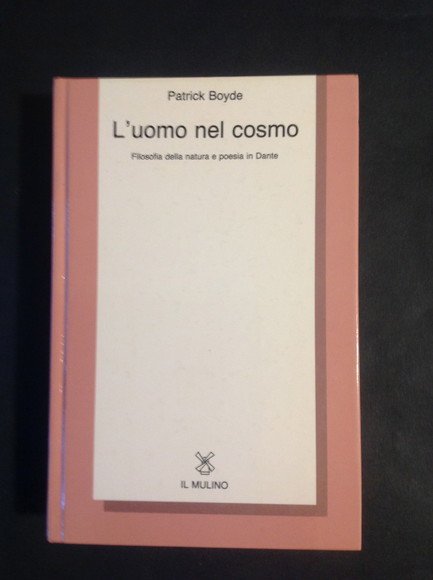 Patrick Boyde
L'uomo nel cosmo
Filosofia della natura e poesia in Dante
IL MULINO